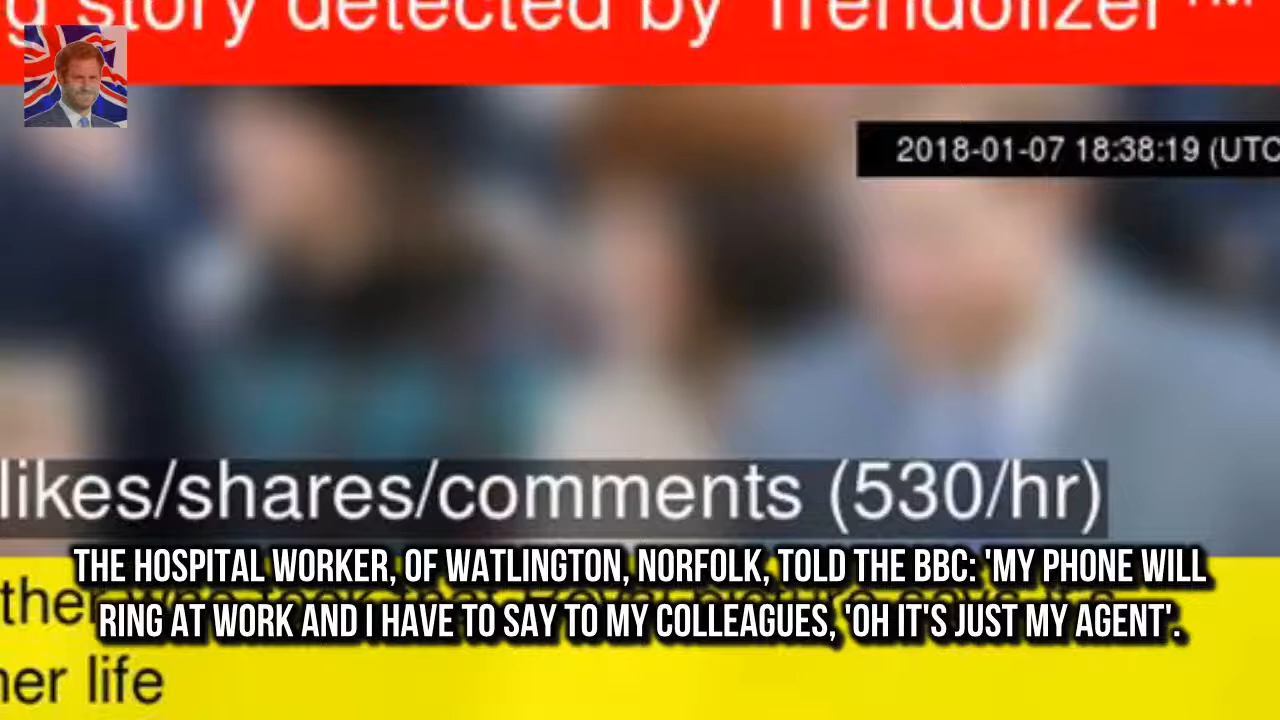 g story detected by Trendolizer™
2018-01-07 18:38:19 (UTC
likes/shares/comments (530/hr)
THE HOSPITAL WORKER, OF WATLINGTON, NORFOLK, TOLD THE BBC: 'MY PHONE WILL
RING AT WORK AND I HAVE TO SAY TO MY COLLEAGUES, 'OH IT'S JUST MY AGENT'.
her life